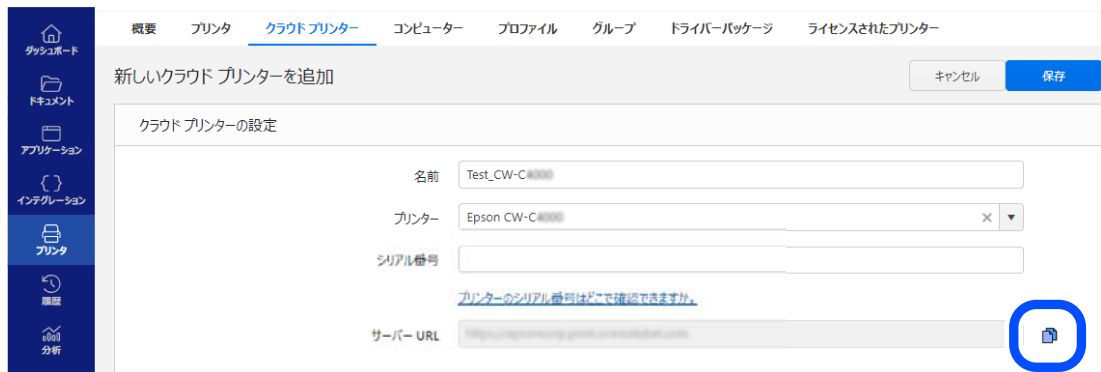 概要 プリンタ クラウド プリンター コンピューター プロファイル グループ ドライバーパッケージ ライセンスされたプリンター
ダッシュボード
ドキュメント
アプリケーション
インテグレーション
プリンタ
履歴
分析
新しいクラウド プリンターを追加 キャンセル 保存
クラウド プリンターの設定
名前 Test_CW-C4000
プリンター Epson CW-C4000
シリアル番号
プリンターのシリアル番号はどこで確認できますか。
サーバー URL